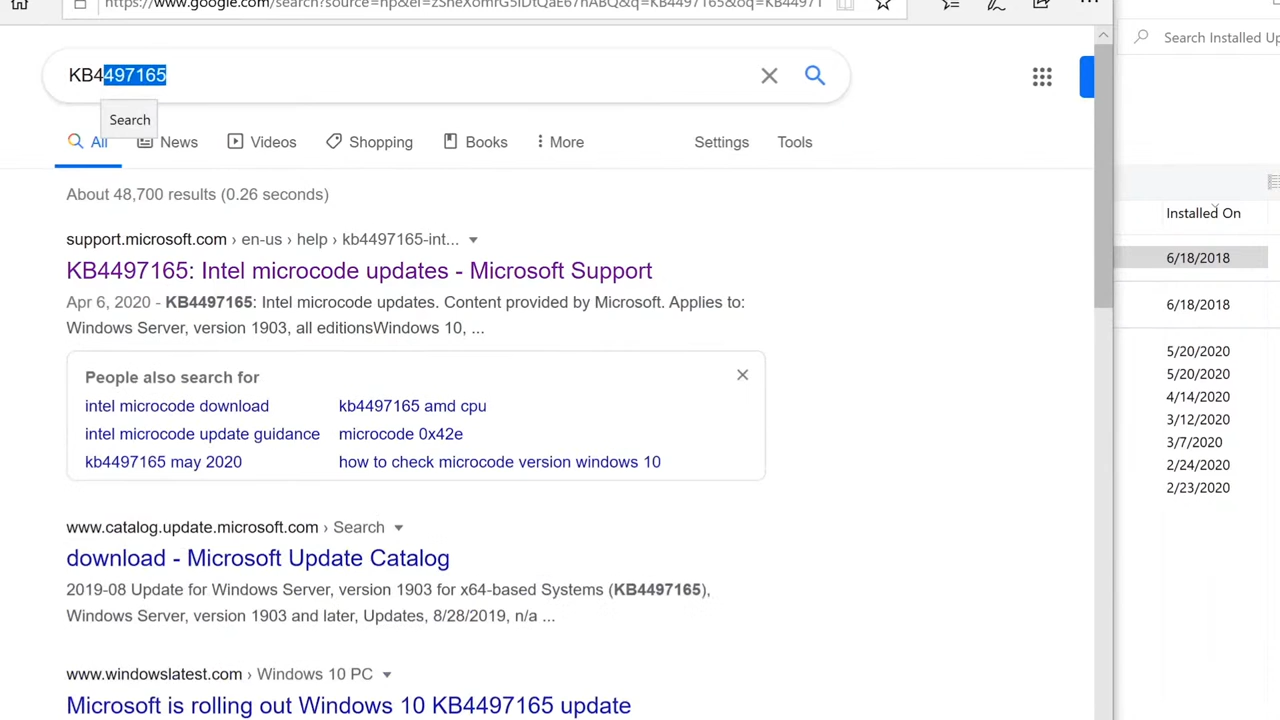 https://www.google.com/search?source=hp&ei=zSheXomrG5iDtQaE67nABQ&q=KB4497165&oq=KB44971
Search Installed Up
KB4497165
Search
All
News
Videos
Shopping
Books
More
Settings
Tools
About 48,700 results (0.26 seconds)
Installed On
support.microsoft.com › en-us › help › kb4497165-int...
6/18/2018
KB4497165: Intel microcode updates - Microsoft Support
Apr 6, 2020 - KB4497165: Intel microcode updates. Content provided by Microsoft. Applies to:
6/18/2018
Windows Server, version 1903, all editionsWindows 10, ...
5/20/2020
People also search for
5/20/2020
4/14/2020
intel microcode download
kb4497165 amd cpu
3/12/2020
intel microcode update guidance
microcode 0x42e
3/7/2020
kb4497165 may 2020
how to check microcode version windows 10
2/24/2020
2/23/2020
www.catalog.update.microsoft.com › Search
download - Microsoft Update Catalog
2019-08 Update for Windows Server, version 1903 for x64-based Systems (KB4497165),
Windows Server, version 1903 and later, Updates, 8/28/2019, n/a ...
www.windowslatest.com › Windows 10 PC
Microsoft is rolling out Windows 10 KB4497165 update